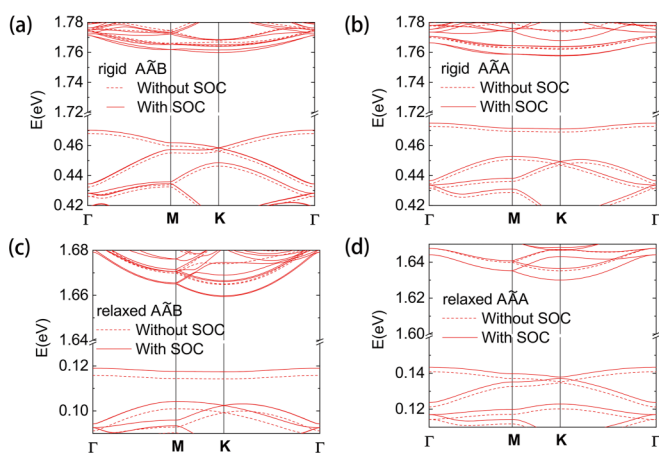 (a)
1.78
1.76
1.74
1.72
0.46
0.44
0.42
E(eV)
rigid AÃB
Without SOC
With SOC
Γ M K Γ
(b)
1.78
1.76
1.74
1.72
0.46
0.44
0.42
E(eV)
rigid AÃA
Without SOC
With SOC
Γ M K Γ
(c)
1.68
1.66
1.64
0.12
0.10
E(eV)
relaxed AÃB
Without SOC
With SOC
Γ M K Γ
(d)
1.64
1.60
0.14
0.12
E(eV)
relaxed AÃA
Without SOC
With SOC
Γ M K Γ